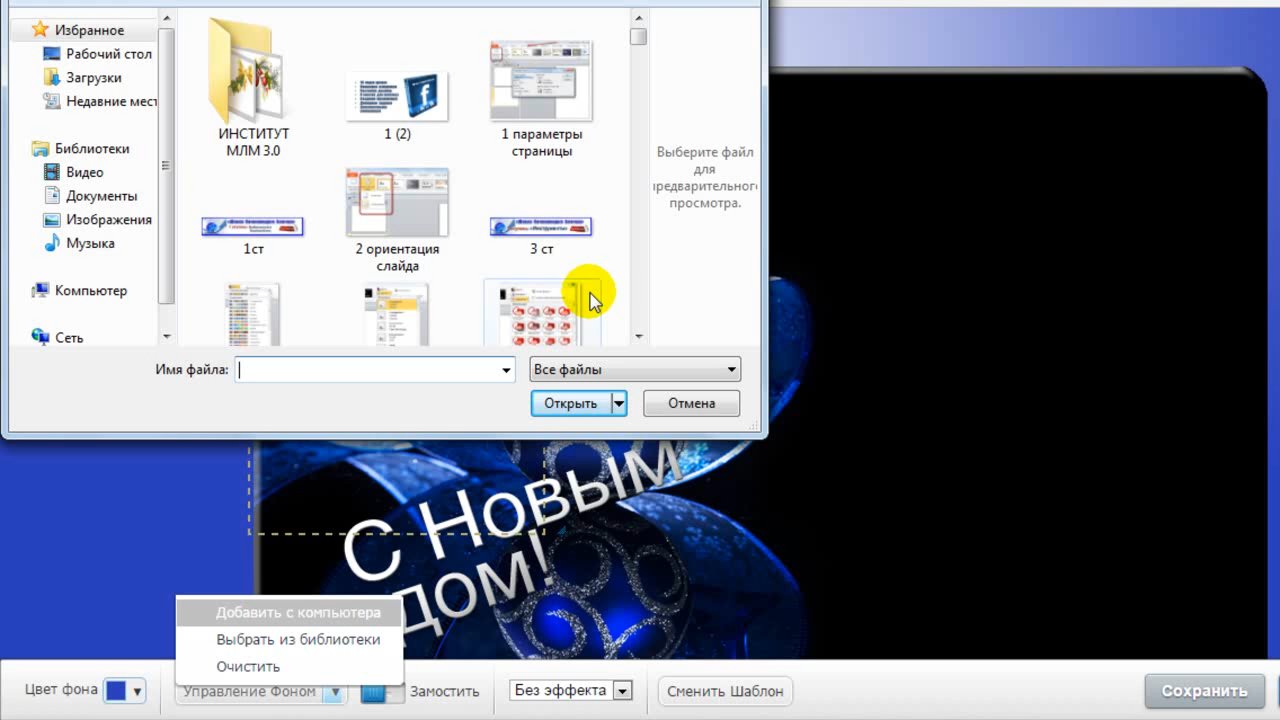 Избранное
Рабочий стол
Загрузки
Недавние мест
Библиотеки
Видео
Документы
Изображения
Музыка
Компьютер
Сеть
ИНСТИТУТ
МЛМ 3.0
1 (2)
1 параметры
страницы
1ст
2 ориентация
слайда
3 ст
Выберите файл
для
предварительного
просмотра.
Имя файла:
Все файлы
Открыть
Отмена
С Новым
дом!
Добавить с компьютера
Выбрать из библиотеки
Очистить
Цвет фона
Управление Фоном
Замостить
Без эффекта
Сменить Шаблон
Сохранить